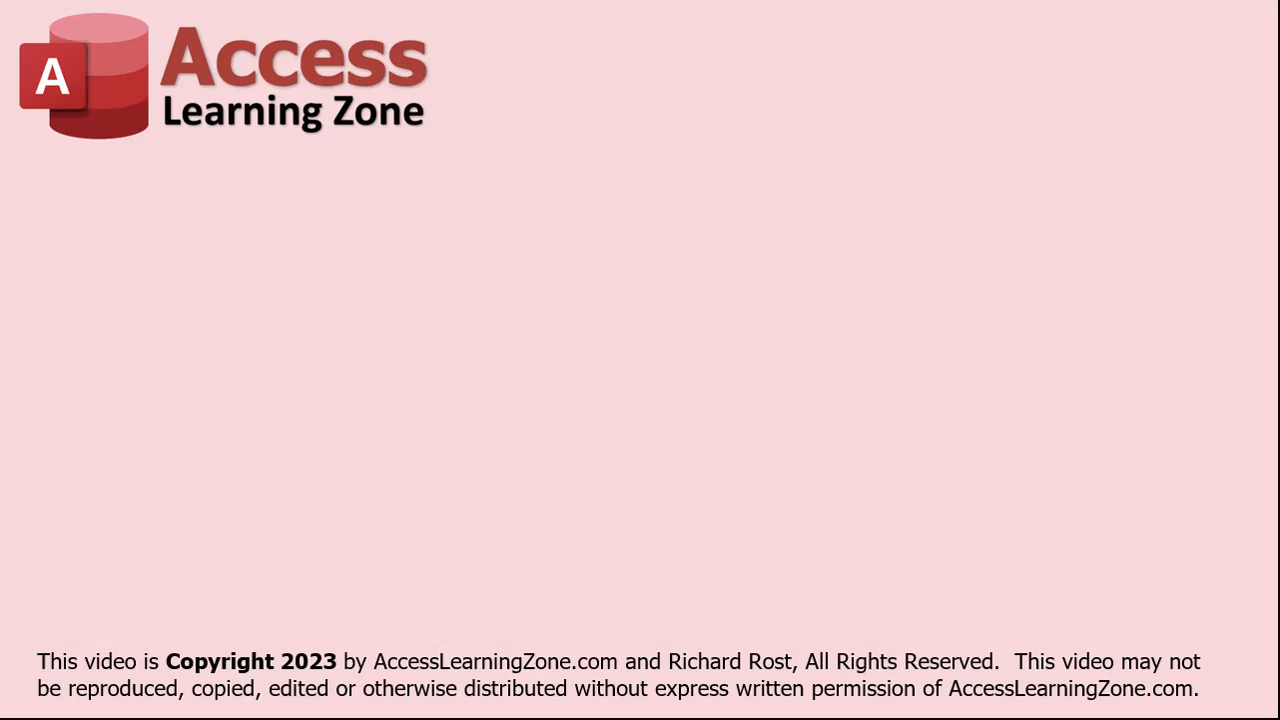 A
Access
Learning Zone
This video is Copyright 2023 by AccessLearningZone.com and Richard Rost, All Rights Reserved.  This video may not
be reproduced, copied, edited or otherwise distributed without express written permission of AccessLearningZone.com.